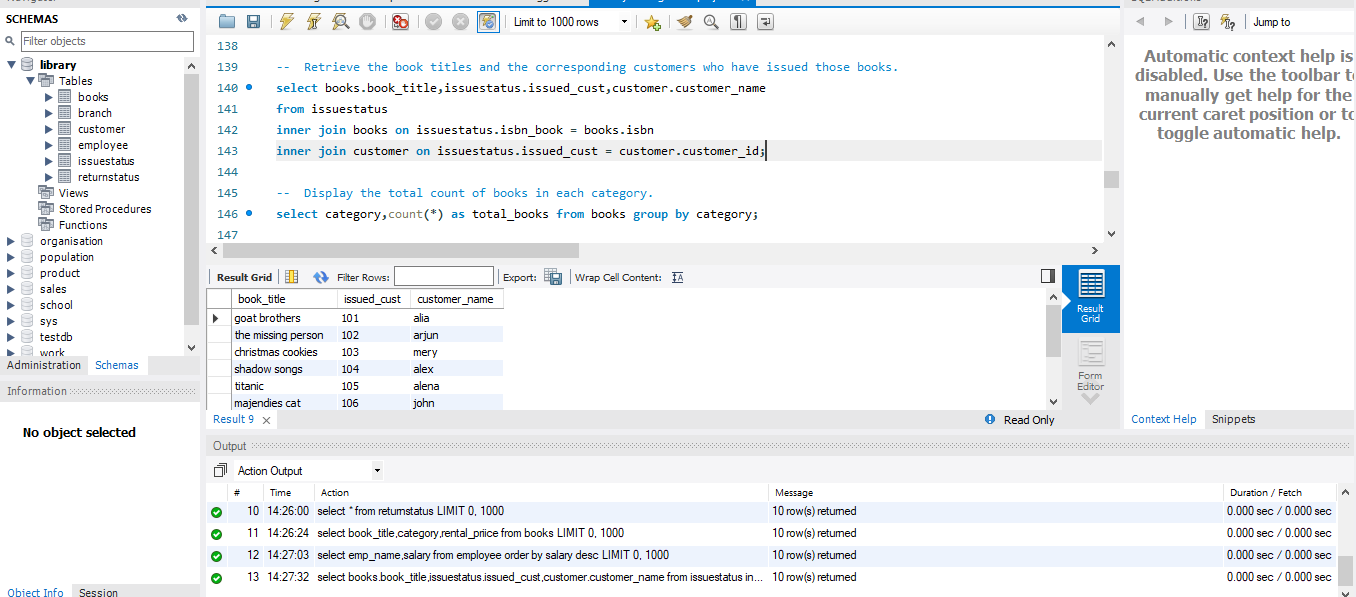 SCHEMAS
Filter objects
library
Tables
books
branch
customer
employee
issuestatus
returnstatus
Views
Stored Procedures
Functions
organisation
population
product
sales
school
sys
testdb
work
Administration Schemas
Information
No object selected
Object Info Session
Limit to 1000 rows
138
139 -- Retrieve the book titles and the corresponding customers who have issued those books.
140 select books.book_title,issuestatus.issued_cust,customer.customer_name
141 from issuestatus
142 inner join books on issuestatus.isbn_book = books.isbn
143 inner join customer on issuestatus.issued_cust = customer.customer_id;
144
145 -- Display the total count of books in each category.
146 select category,count(*) as total_books from books group by category;
147
Result Grid Filter Rows: Export: Wrap Cell Content:
book_title issued_cust customer_name
goat brothers 101 alia
the missing person 102 arjun
christmas cookies 103 mery
shadow songs 104 alex
titanic 105 alena
majendies cat 106 john
Result
Grid
Form
Editor
Result 9 Read Only
Jump to
Automatic context help is
disabled. Use the toolbar
manually get help for the
current caret position or
toggle automatic help.
Context Help Snippets
Output
Action Output
# Time Action Message Duration / Fetch
10 14:26:00 select * from returnstatus LIMIT 0, 1000 10 row(s) returned 0.000 sec / 0.000 sec
11 14:26:24 select book_title,category,rental_price from books LIMIT 0, 1000 10 row(s) returned 0.000 sec / 0.000 sec
12 14:27:03 select emp_name,salary from employee order by salary desc LIMIT 0, 1000 10 row(s) returned 0.000 sec / 0.000 sec
13 14:27:32 select books.book_title,issuestatus.issued_cust,customer.customer_name from issuestatus in... 10 row(s) returned 0.000 sec / 0.000 sec